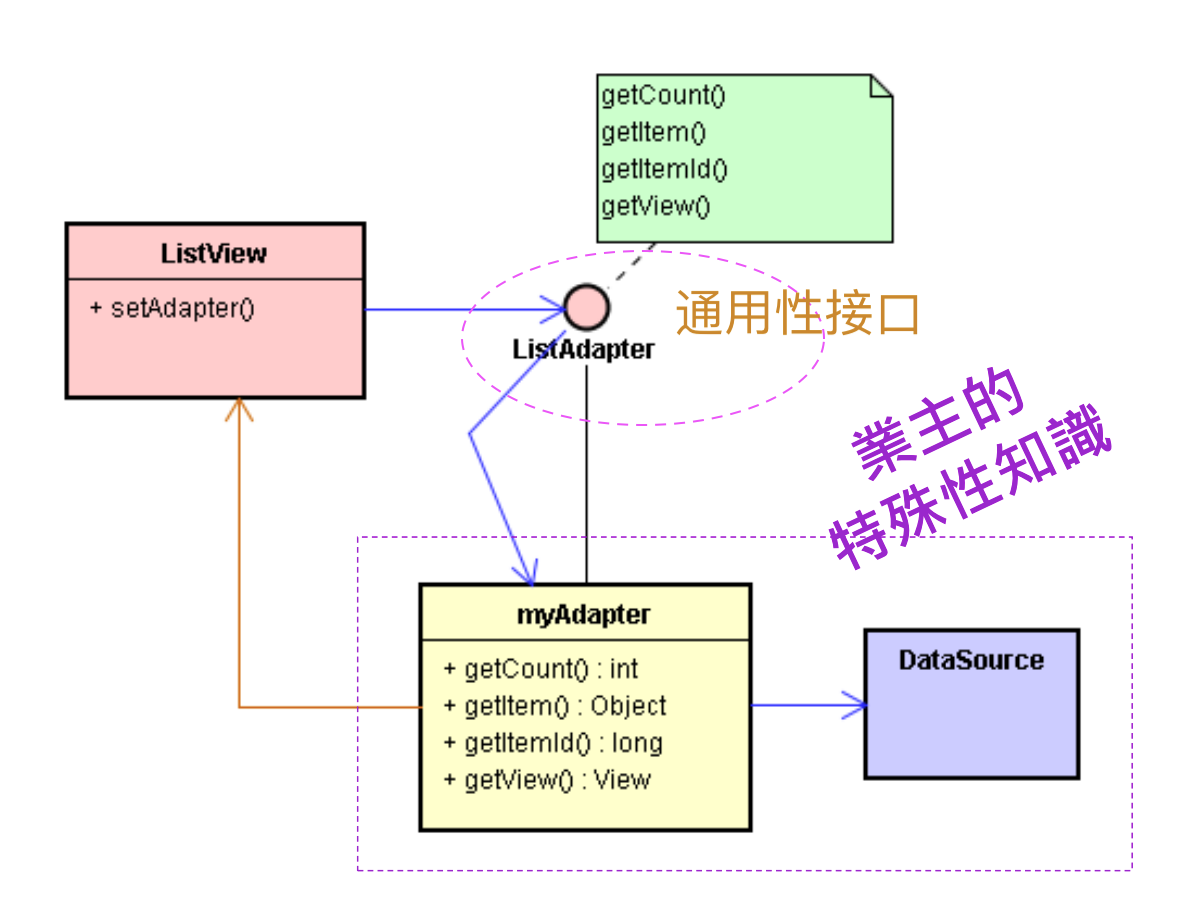 getCount()
getItem()
getItemId()
getView()
ListView
+ setAdapter()
通用性接口
ListAdapter
業主的
特殊性知識
myAdapter
+ getCount() : int
+ getItem() : Object
+ getItemId() : long
+ getView() : View
DataSource